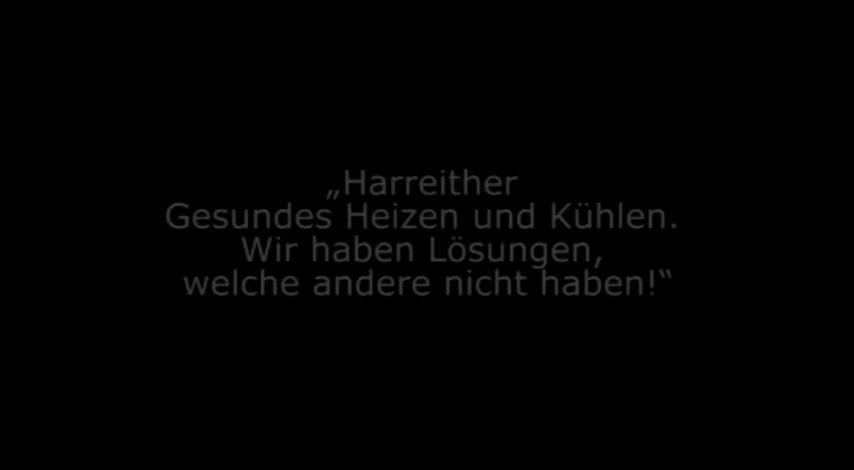 „Harreither
Gesundes Heizen und Kühlen.
Wir haben Lösungen,
welche andere nicht haben!“